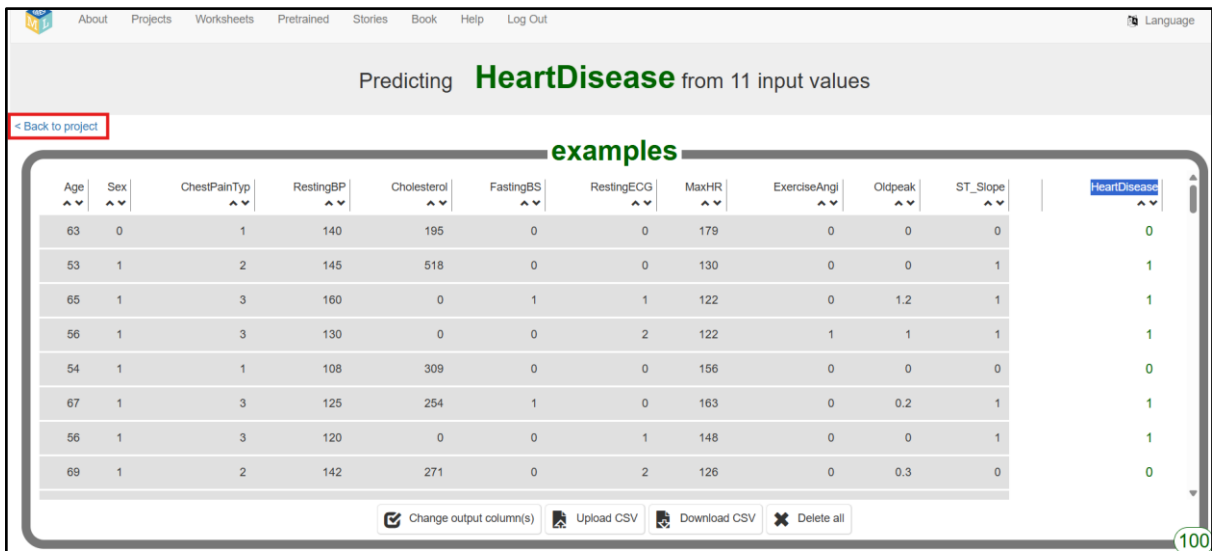 About Projects Worksheets Pretrained Stories Book Help Log Out Language
Predicting HeartDisease from 11 input values
< Back to project
examples
Age Sex ChestPainTyp RestingBP Cholesterol FastingBS RestingECG MaxHR ExerciseAngi Oldpeak ST_Slope HeartDisease
63 0 1 140 195 0 0 179 0 0 0 0
53 1 2 145 518 0 0 130 0 0 1 1
65 1 3 160 0 1 1 122 0 1.2 1 1
56 1 3 130 0 0 2 122 1 1 1 1
54 1 1 108 309 0 0 156 0 0 0 0
67 1 3 125 254 1 0 163 0 0.2 1 1
56 1 3 120 0 0 1 148 0 0 1 1
69 1 2 142 271 0 2 126 0 0.3 0 0
Change output column(s) Upload CSV Download CSV Delete all
100